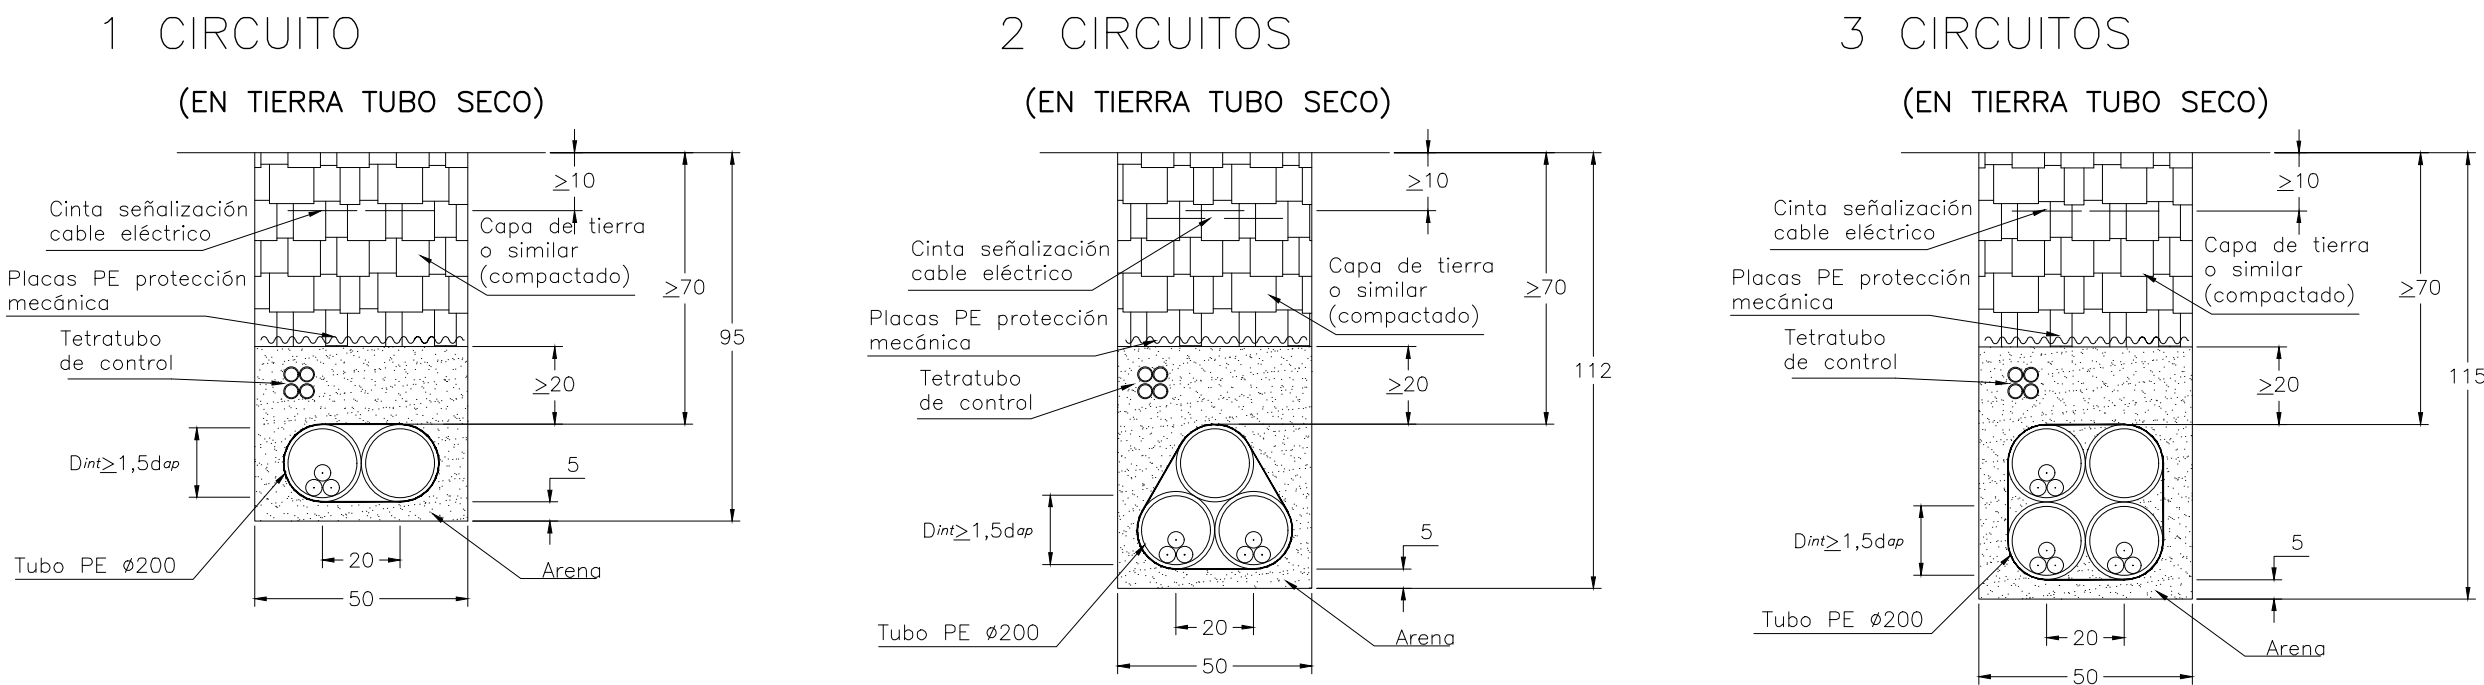 1 CIRCUITO
(EN TIERRA TUBO SECO)
≥10
Cinta señalización
cable eléctrico
Capa de tierra
o similar
(compactado)
Placas PE protección
mecánica
≥70
Tetratubo
de control
95
≥20
Dint≥1,5dap
5
Tubo PE ø200
20
Arena
50
2 CIRCUITOS
(EN TIERRA TUBO SECO)
≥10
Cinta señalización
cable eléctrico
Capa de tierra
o similar
(compactado)
≥70
Placas PE protección
mecánica
Tetratubo
de control
≥20
112
Dint≥1,5dap
5
Tubo PE ø200
20
Arena
50
3 CIRCUITOS
(EN TIERRA TUBO SECO)
≥10
Cinta señalización
cable eléctrico
Capa de tierra
o similar
(compactado)
Placas PE protección
mecánica
≥70
Tetratubo
de control
≥20
115
Dint≥1,5dap
5
Tubo PE ø200
20
Arena
50